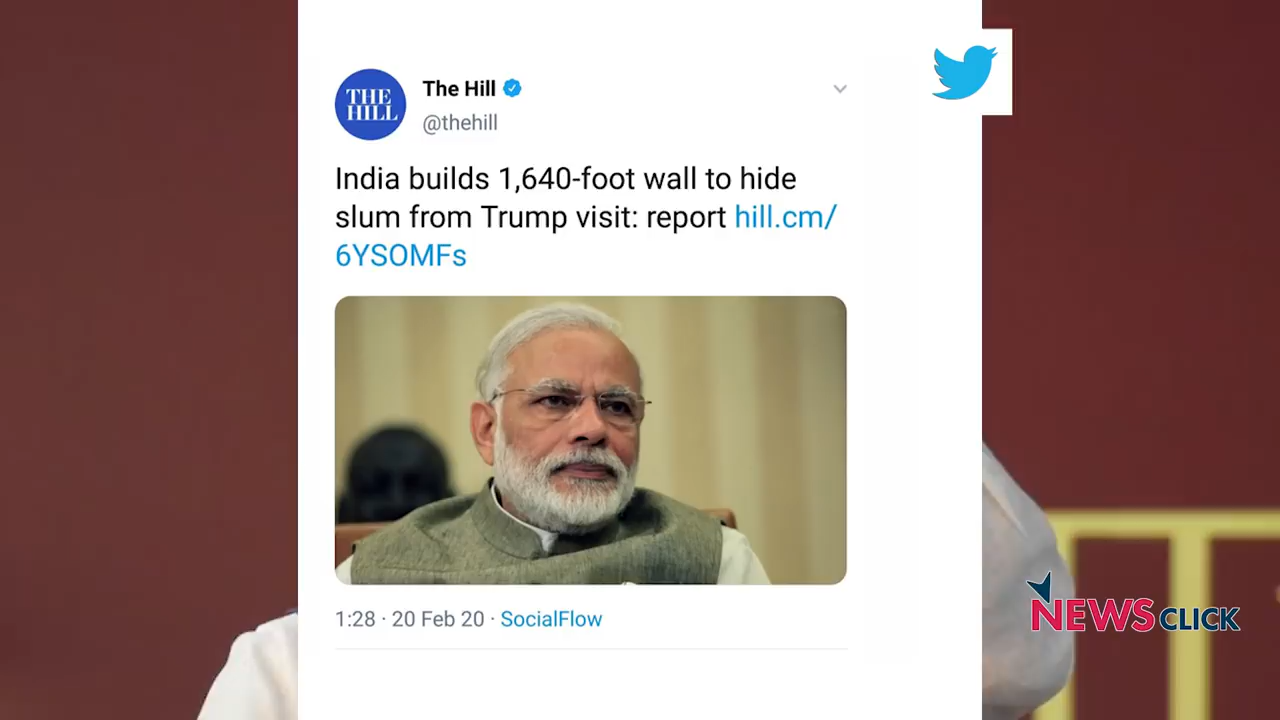 THE
HILL
The Hill
@thehill
India builds 1,640-foot wall to hide
slum from Trump visit: report hill.cm/
6YSOMFs
1:28 · 20 Feb 20 · SocialFlow
NEWSCLICK